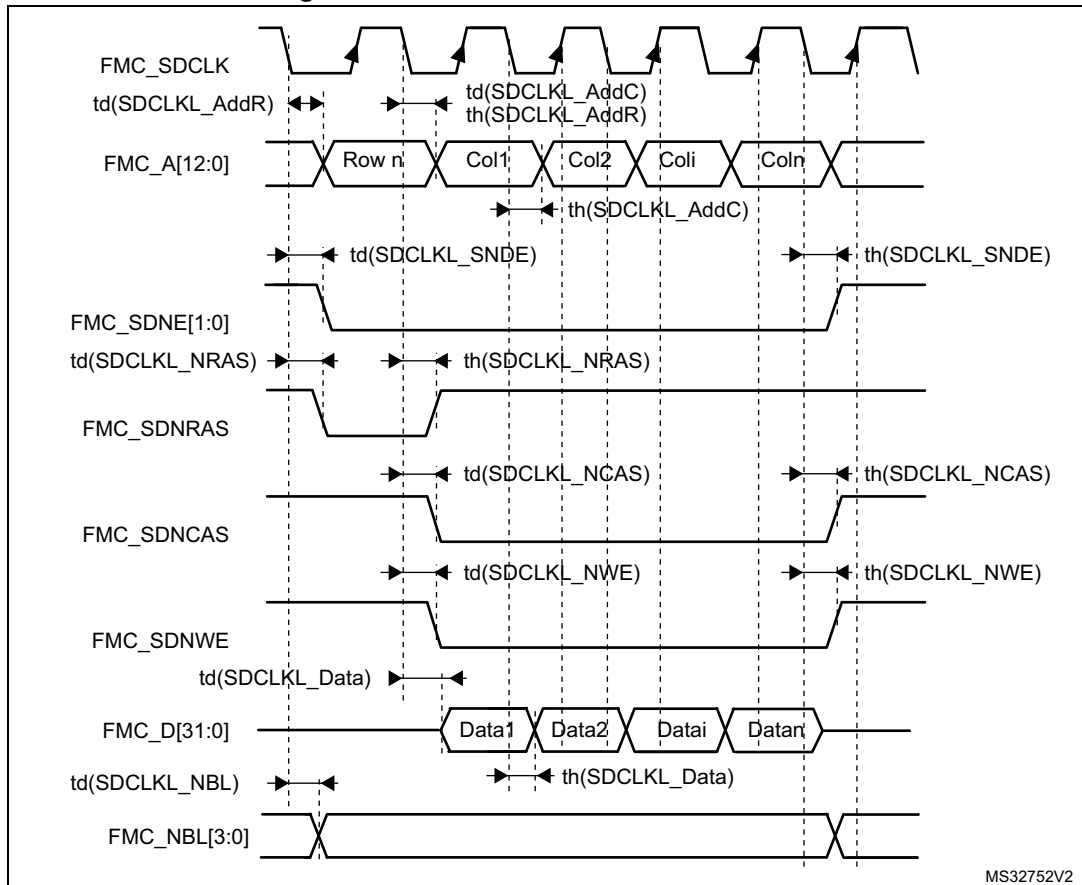 FMC_SDCLK
td(SDCLKL_AddR)
td(SDCLKL_AddC)
th(SDCLKL_AddR)
FMC_A[12:0]
Row n
Col1
Col2
Coli
Coln
th(SDCLKL_AddC)
td(SDCLKL_SNDE)
th(SDCLKL_SNDE)
FMC_SDNE[1:0]
td(SDCLKL_NRAS)
th(SDCLKL_NRAS)
FMC_SDNRAS
td(SDCLKL_NCAS)
th(SDCLKL_NCAS)
FMC_SDNCAS
td(SDCLKL_NWE)
th(SDCLKL_NWE)
FMC_SDNWE
td(SDCLKL_Data)
FMC_D[31:0]
Data1
Data2
Datai
Datan
th(SDCLKL_Data)
td(SDCLKL_NBL)
FMC_NBL[3:0]
MS32752V2